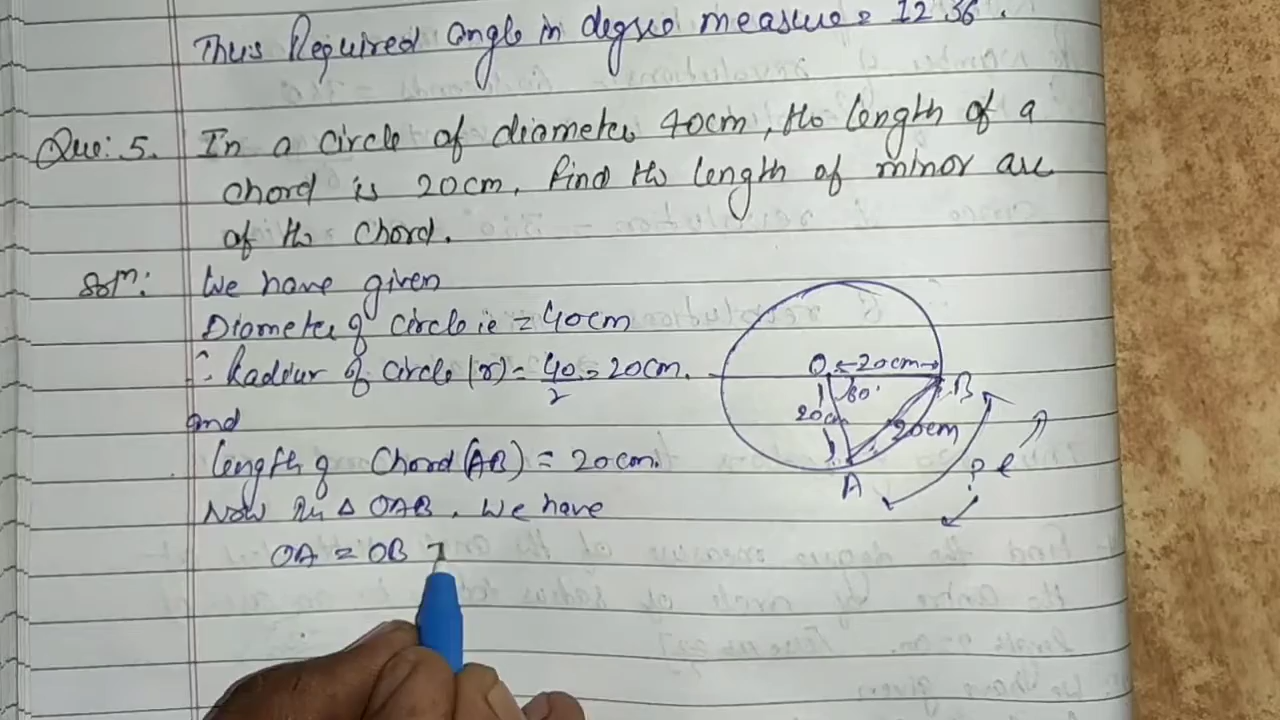 Thus Required angle in degree measure = 12°36'.
Que: 5. In a circle of diameter 40cm, the length of a
chord is 20cm, find the length of minor arc
of the chord.
Soln: We have given
Diameter of circle ie = 40cm
∴ Radius of circle (r) = 40/2 = 20cm.
and
length of chord (AB) = 20cm.
Now In Δ OAB, We have
OA = OB =
O
20cm
60°
B
20cm
20cm
A
? l